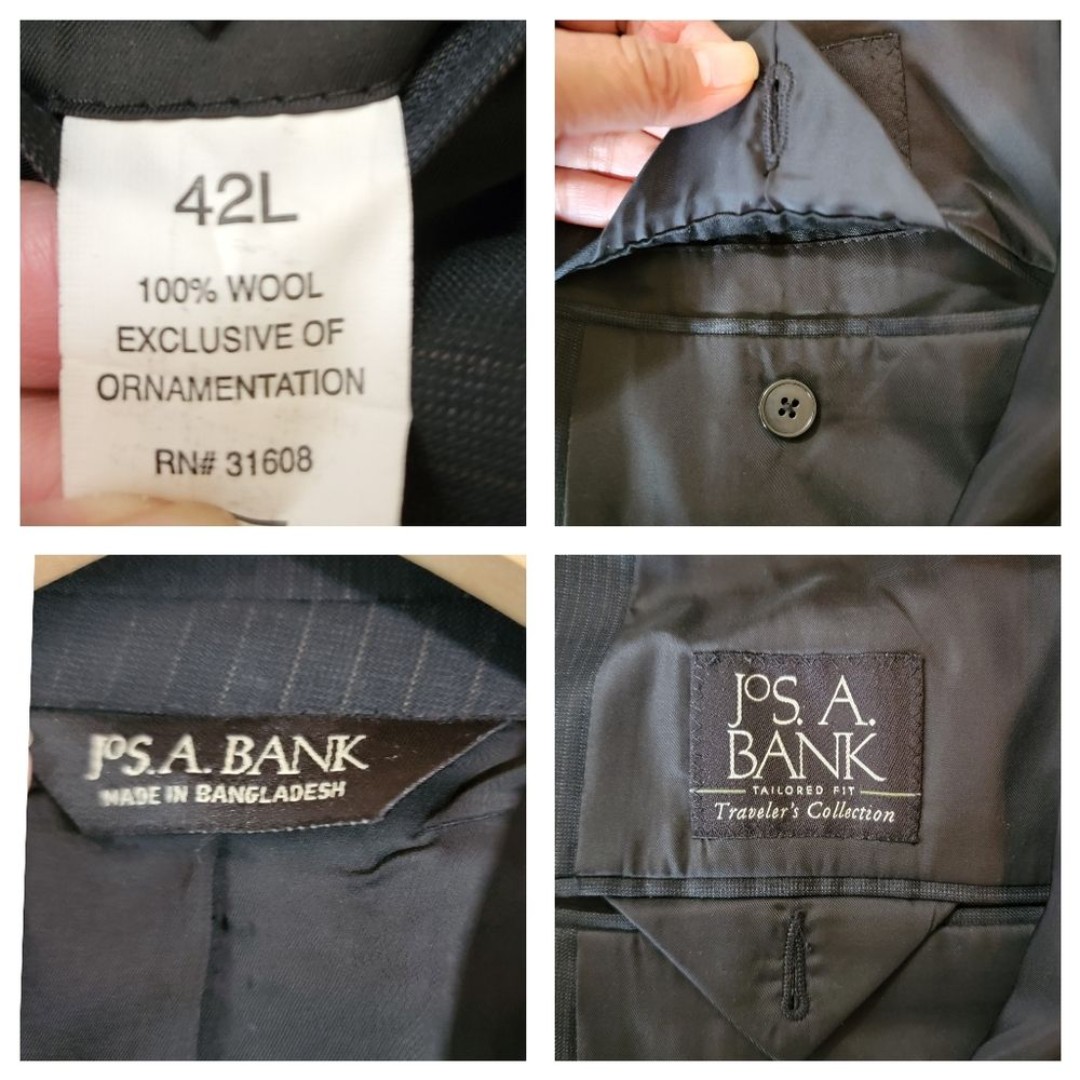 42L
100% WOOL
EXCLUSIVE OF
ORNAMENTATION
RN# 31608
JOS. A. BANK
MADE IN BANGLADESH
JOS. A.
BANK
TAILORED FIT
Traveler's Collection